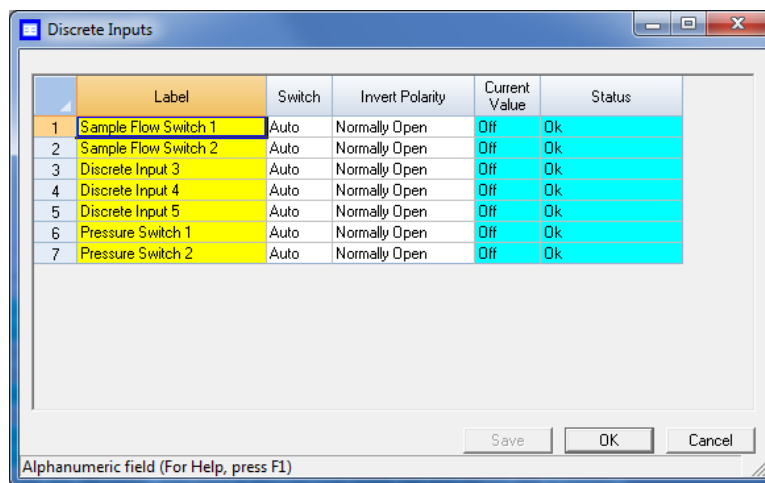 Discrete Inputs
Label Switch Invert Polarity Current Value Status
1 Sample Flow Switch 1 Auto Normally Open Off Ok
2 Sample Flow Switch 2 Auto Normally Open Off Ok
3 Discrete Input 3 Auto Normally Open Off Ok
4 Discrete Input 4 Auto Normally Open Off Ok
5 Discrete Input 5 Auto Normally Open Off Ok
6 Pressure Switch 1 Auto Normally Open Off Ok
7 Pressure Switch 2 Auto Normally Open Off Ok
Save OK Cancel
Alphanumeric field (For Help, press F1)